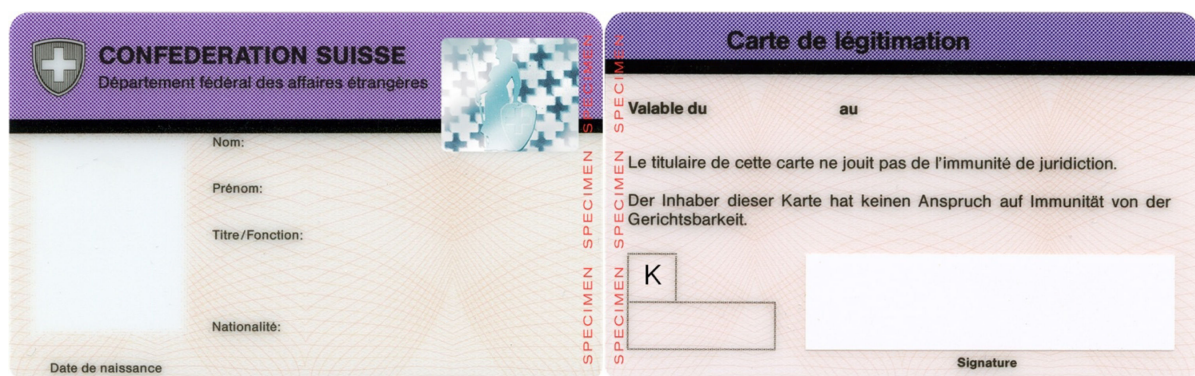 CONFEDERATION SUISSE
Département fédéral des affaires étrangères
Nom:
Prénom:
Titre/Fonction:
Nationalité:
Date de naissance
SPECIMEN SPECIMEN SPECIMEN SPECIMEN
SPECIMEN SPECIMEN SPECIMEN SPECIMEN
Carte de légitimation
Valable du au
Le titulaire de cette carte ne jouit pas de l'immunité de juridiction.
Der Inhaber dieser Karte hat keinen Anspruch auf Immunität von der
Gerichtsbarkeit.
K
Signature